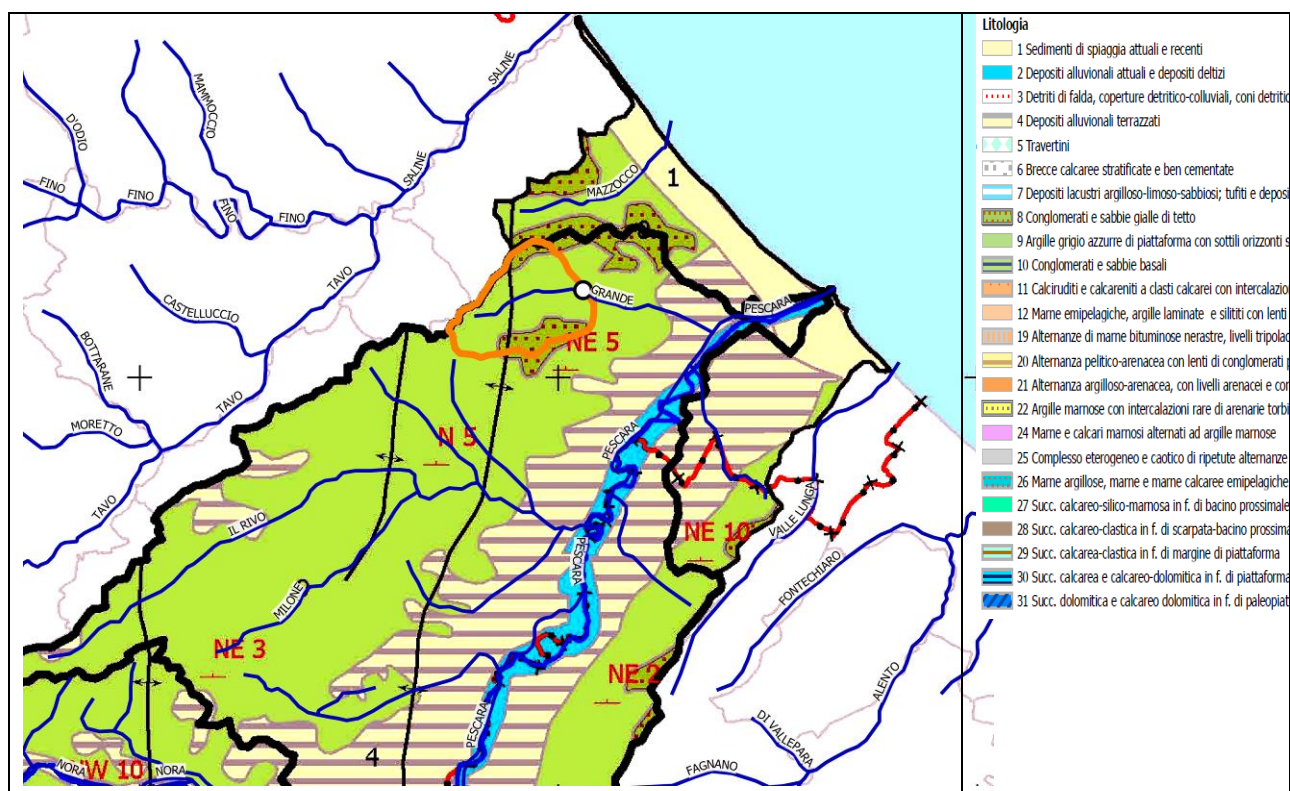 MAMMOCCIO
SALINE
D'ODIO
SALINE
FINO
FINO
FINO
FINO
MAZZOCCO
1
TAVO
CASTELLUCCIO
GRANDE
PESCARA
BOTTARANE
NE 5
TAVO
MORETTO
N 5
PESCARA
TAVO
IL RIVO
VALLE LUNGA
NE 10
PESCARA
FONTECHIARO
MILONE
NE 3
NE 2
ALENTO
PESCARA
DI VALLEPARA
4
W 10
NORA
NORA
FAGNANO
Litologia
1 Sedimenti di spiaggia attuali e recenti
2 Depositi alluvionali attuali e depositi deltizi
3 Detriti di falda, coperture detritico-colluviali, coni detritic
4 Depositi alluvionali terrazzati
5 Travertini
6 Brecce calcaree stratificate e ben cementate
7 Depositi lacustri argilloso-limoso-sabbiosi; tufiti e deposi
8 Conglomerati e sabbie gialle di tetto
9 Argille grigio azzurre di piattaforma con sottili orizzonti s
10 Conglomerati e sabbie basali
11 Calciruditi e calcareniti a clasti calcarei con intercalazio
12 Marne emipelagiche, argille laminate e silititi con lenti
19 Alternanze di marne bituminose nerastre, livelli tripolac
20 Alternanza pelitico-arenacea con lenti di conglomerati p
21 Alternanza argilloso-arenacea, con livelli arenacei e con
22 Argille marnose con intercalazioni rare di arenarie torbi
24 Marne e calcari marnosi alternati ad argille marnose
25 Complesso eterogeneo e caotico di ripetute alternanze
26 Marne argillose, marne e marne calcaree emipelagiche
27 Succ. calcareo-silico-marnosa in f. di bacino prossimale
28 Succ. calcareo-clastica in f. di scarpata-bacino prossima
29 Succ. calcarea-clastica in f. di margine di piattaforma
30 Succ. calcarea e calcareo-dolomitica in f. di piattaforma
31 Succ. dolomitica e calcareo dolomitica in f. di paleopiat